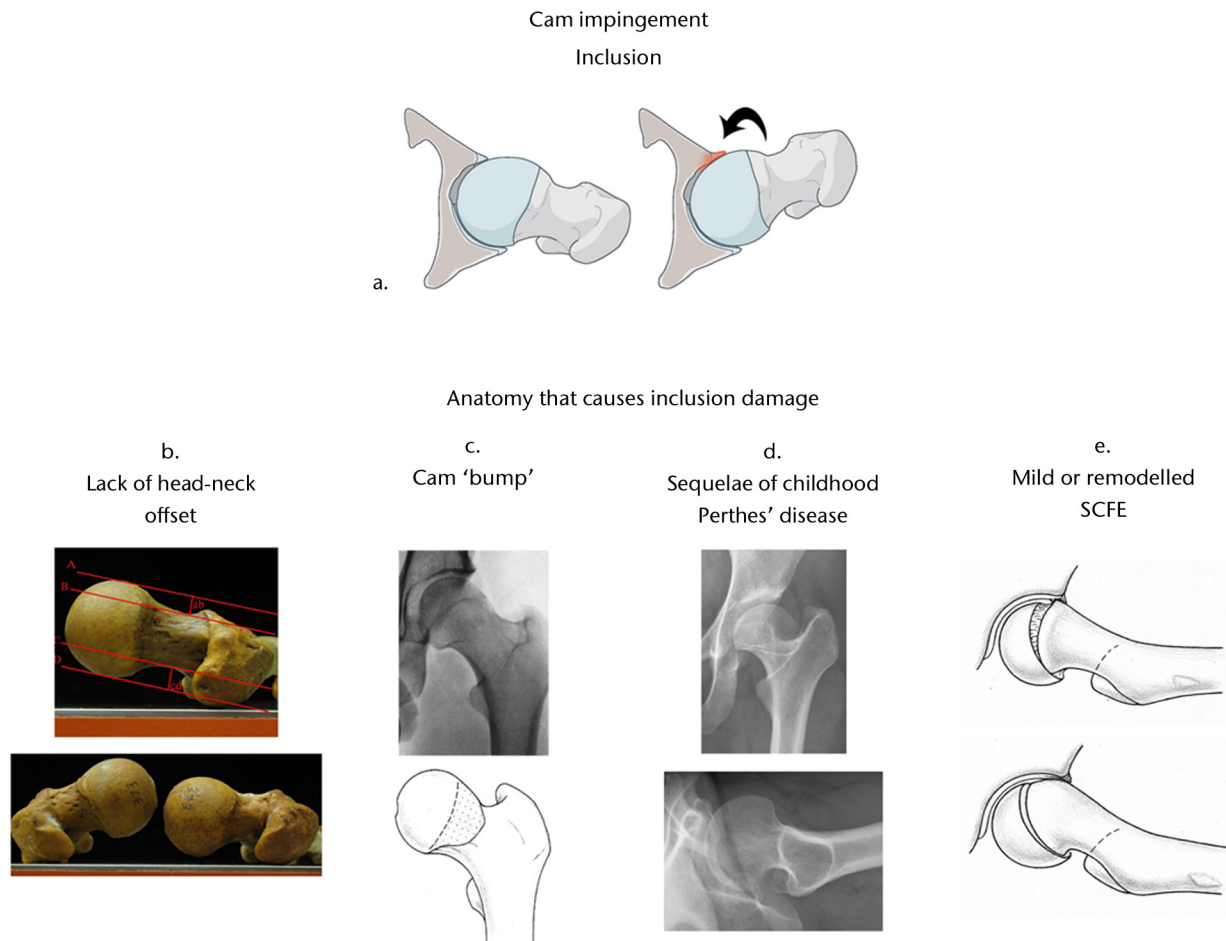 Cam impingement
Inclusion
a.
Anatomy that causes inclusion damage
b.
Lack of head-neck
offset
A
B
ab
C
D
cd
c.
Cam ‘bump’
d.
Sequelae of childhood
Perthes’ disease
e.
Mild or remodelled
SCFE